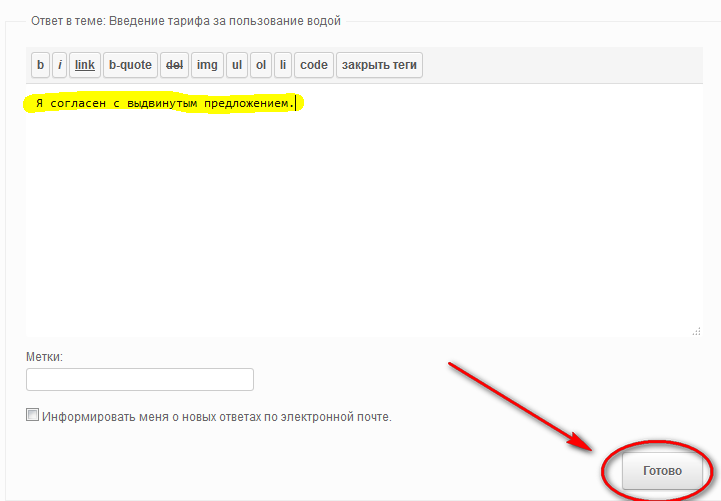 Ответ в теме: Введение тарифа за пользование водой
b i link b-quote del img ul ol li code закрыть теги
Я согласен с выдвинутым предложением.
Метки:
Информировать меня о новых ответах по электронной почте.
Готово